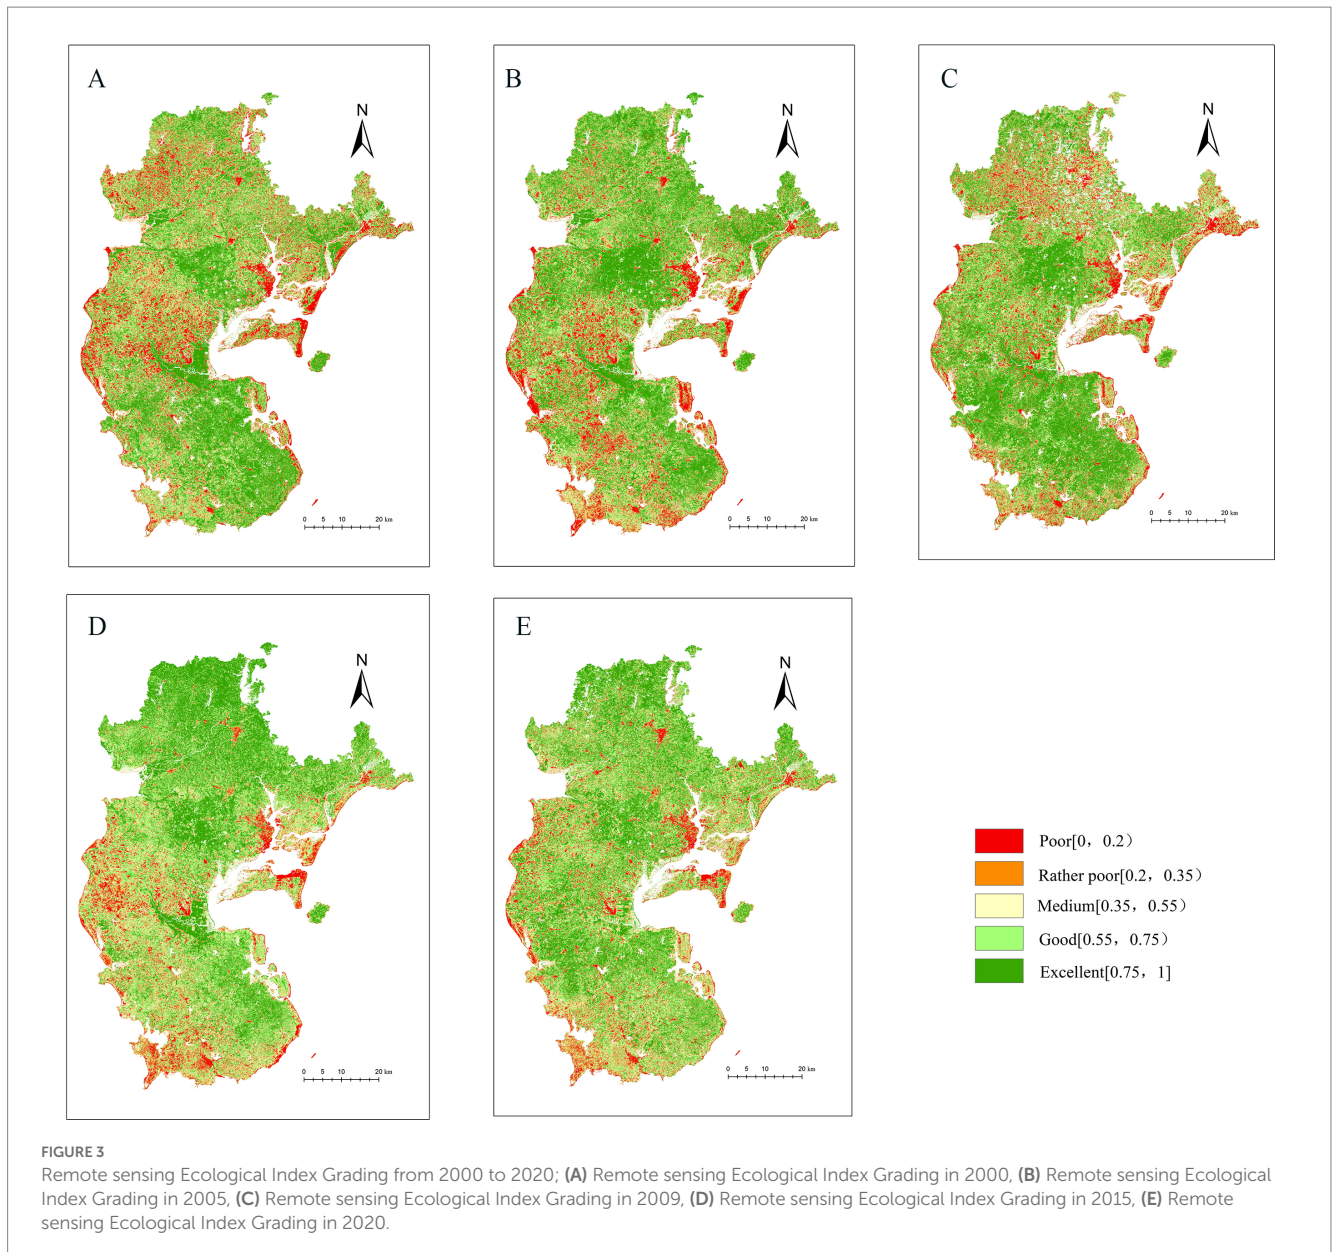 A
N
0 5 10 20 km
B
N
0 5 10 20 km
C
N
0 5 10 20 km
D
N
0 5 10 20 km
E
N
0 5 10 20 km
Poor[0，0.2）
Rather poor[0.2，0.35）
Medium[0.35，0.55）
Good[0.55，0.75）
Excellent[0.75，1]
FIGURE 3
Remote sensing Ecological Index Grading from 2000 to 2020; (A) Remote sensing Ecological Index Grading in 2000, (B) Remote sensing Ecological
Index Grading in 2005, (C) Remote sensing Ecological Index Grading in 2009, (D) Remote sensing Ecological Index Grading in 2015, (E) Remote
sensing Ecological Index Grading in 2020.